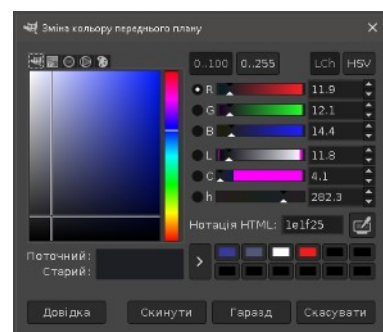 Зміна кольору переднього плану
0..100 0..255 LCh HSV
R 11.9
G 12.1
B 14.4
L 11.8
C 4.1
h 282.3
Нотація HTML: 1e1f25
Поточний:
Старий:
Довідка Скинути Гаразд Скасувати